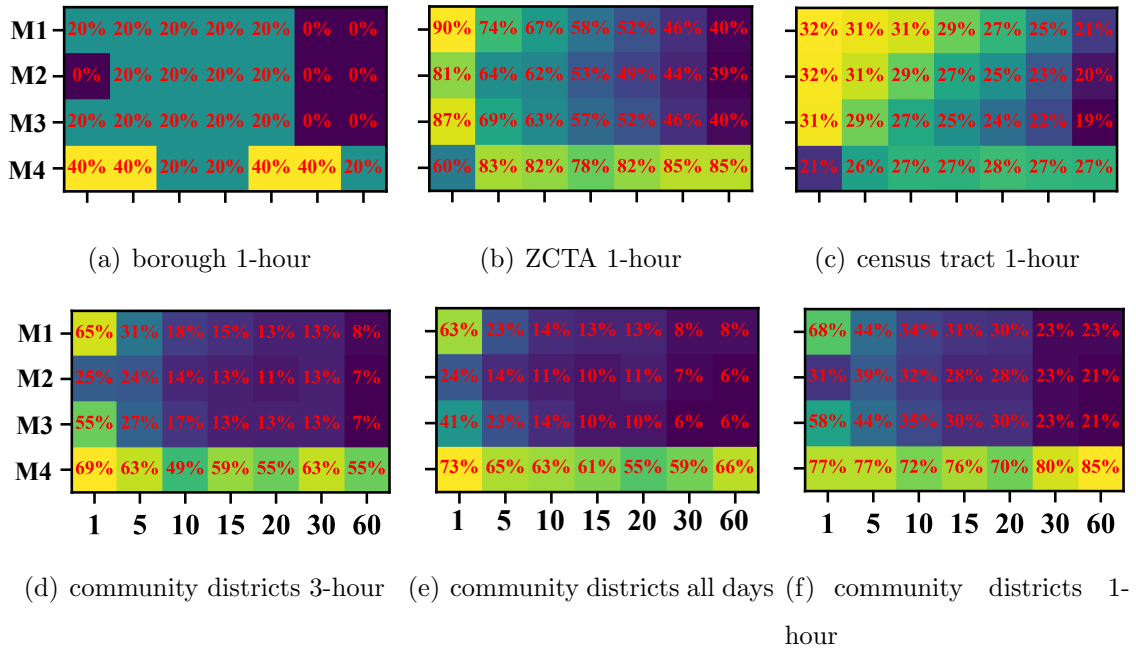 M1 20% 20% 20% 20% 20% 0% 0% 90% 74% 67% 58% 52% 46% 40% 32% 31% 31% 29% 27% 25% 21%
M2 0% 20% 20% 20% 20% 0% 0% 81% 64% 62% 53% 49% 44% 39% 32% 31% 29% 27% 25% 23% 20%
M3 20% 20% 20% 20% 20% 0% 0% 87% 69% 63% 57% 52% 46% 40% 31% 29% 27% 25% 24% 22% 19%
M4 40% 40% 20% 20% 40% 40% 20% 60% 83% 82% 78% 82% 85% 85% 21% 26% 27% 27% 28% 27% 27%
(a) borough 1-hour (b) ZCTA 1-hour (c) census tract 1-hour
M1 65% 31% 18% 15% 13% 13% 8% 63% 23% 14% 13% 13% 8% 8% 68% 44% 34% 31% 30% 23% 23%
M2 25% 24% 14% 13% 11% 13% 7% 24% 14% 11% 10% 11% 7% 6% 31% 39% 32% 28% 28% 23% 21%
M3 55% 27% 17% 13% 13% 13% 7% 41% 23% 14% 10% 10% 6% 6% 58% 44% 35% 30% 30% 23% 21%
M4 69% 63% 49% 59% 55% 63% 55% 73% 65% 63% 61% 55% 59% 66% 77% 77% 72% 76% 70% 80% 85%
1 5 10 15 20 30 60 1 5 10 15 20 30 60 1 5 10 15 20 30 60
(d) community districts 3-hour (e) community districts all days (f) community districts 1-
hour